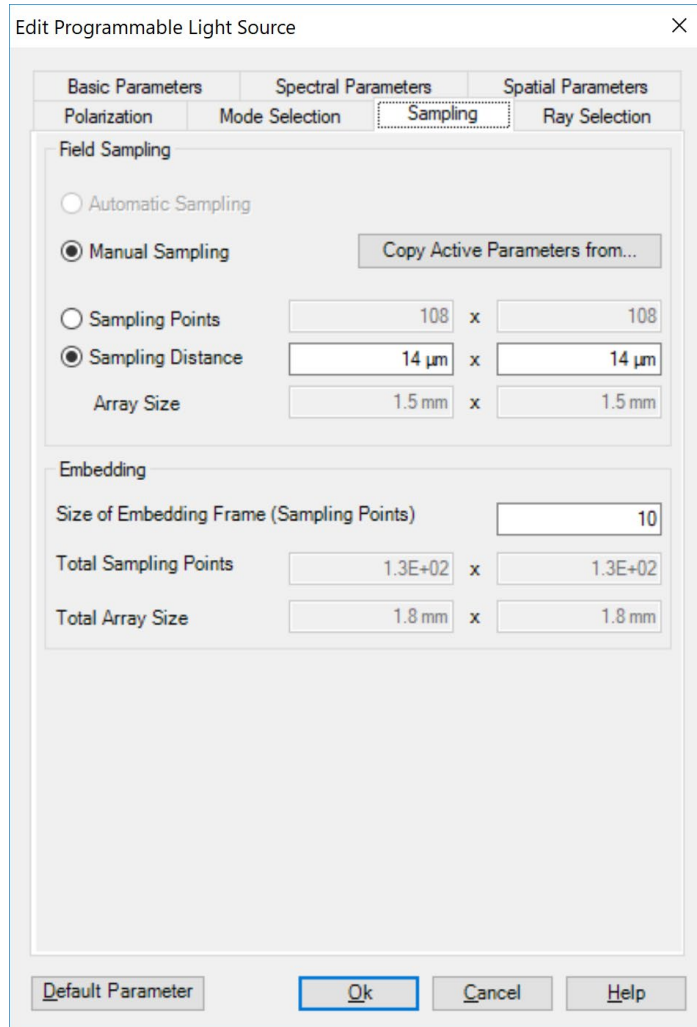 Edit Programmable Light Source
Basic Parameters Spectral Parameters Spatial Parameters
Polarization Mode Selection Sampling Ray Selection
Field Sampling
Automatic Sampling
Manual Sampling Copy Active Parameters from...
Sampling Points 108 x 108
Sampling Distance 14 µm x 14 µm
Array Size 1.5 mm x 1.5 mm
Embedding
Size of Embedding Frame (Sampling Points) 10
Total Sampling Points 1.3E+02 x 1.3E+02
Total Array Size 1.8 mm x 1.8 mm
Default Parameter Ok Cancel Help